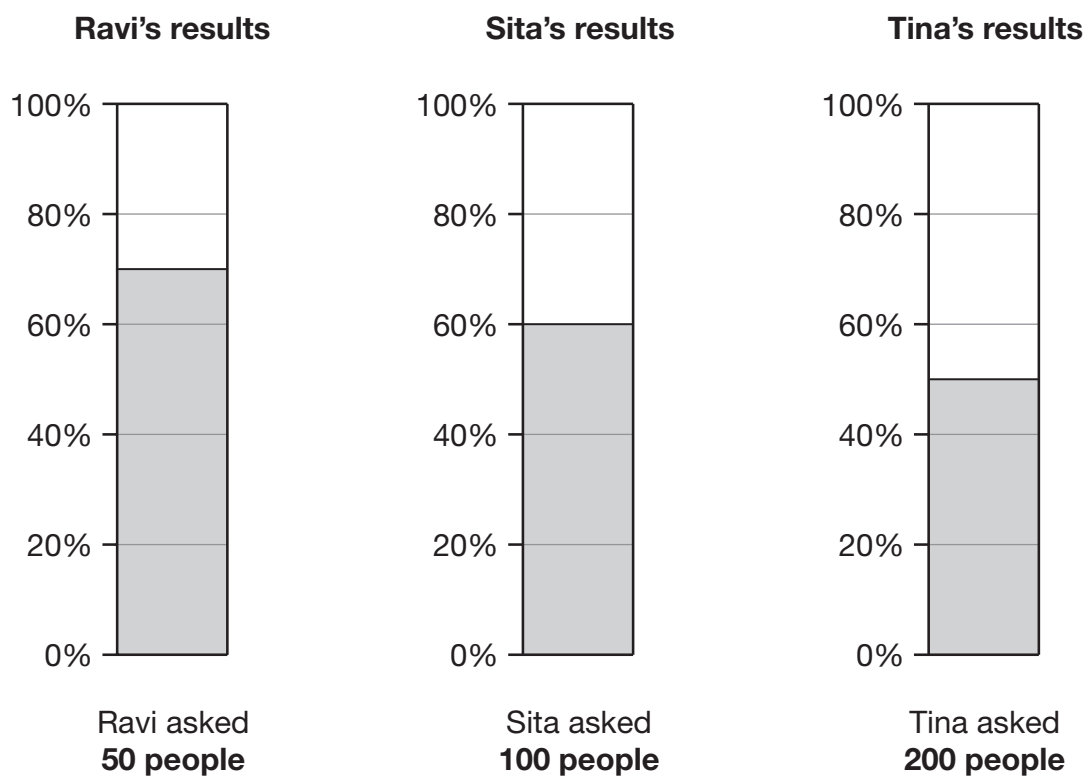 Ravi’s results
100%
80%
60%
40%
20%
0%
Ravi asked
50 people
Sita’s results
100%
80%
60%
40%
20%
0%
Sita asked
100 people
Tina’s results
100%
80%
60%
40%
20%
0%
Tina asked
200 people